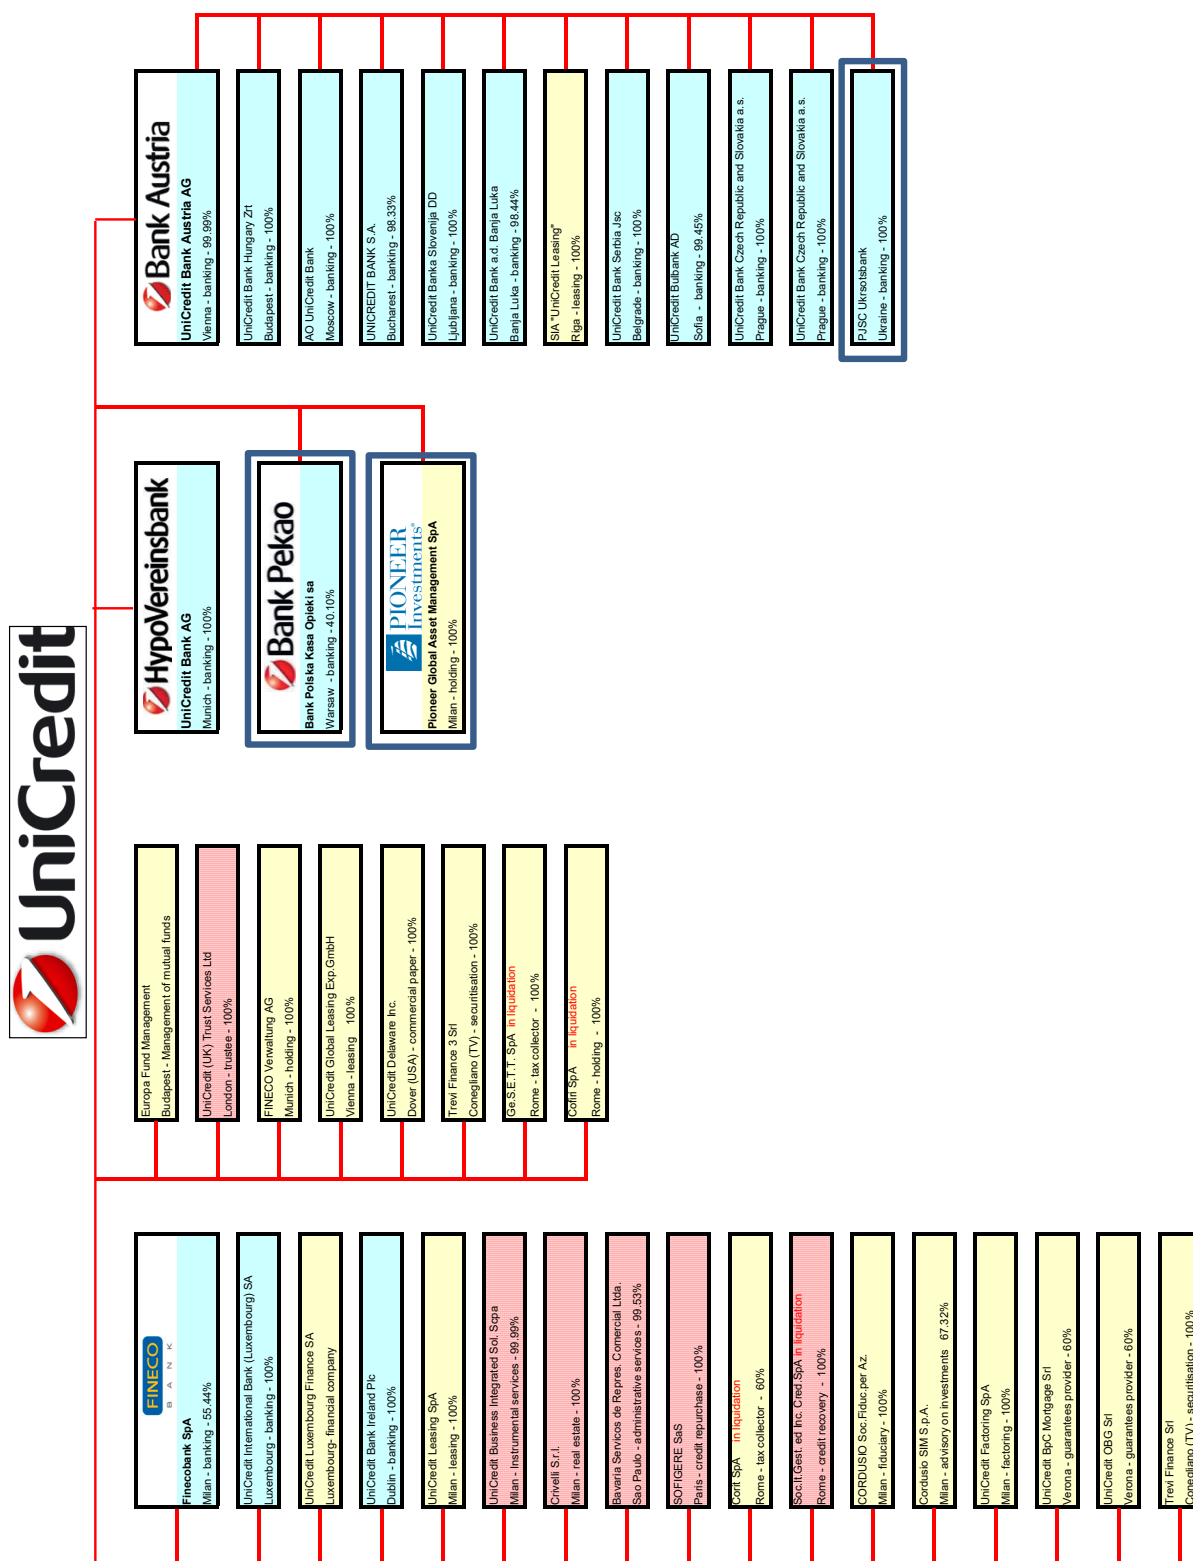 UniCredit
FINECO
BANK
Finecobank SpA
Milan - banking - 55.44%
UniCredit International Bank (Luxembourg) SA
Luxembourg - banking - 100%
UniCredit Luxembourg Finance SA
Luxembourg- financial company
UniCredit Bank Ireland Plc
Dublin - banking - 100%
UniCredit Leasing SpA
Milan - leasing - 100%
UniCredit Business Integrated Sol. Scpa
Milan - Instrumental services - 99.99%
Crivelli S.r.l.
Milan - real estate - 100%
Bavaria Servicos de Repres. Comercial Ltda.
Sao Paulo - administrative services - 99.53%
SOFIGERE SaS
Paris - credit repurchase - 100%
Corit SpA in liquidation
Rome - tax collector - 60%
Soc.It.Gest. ed Inc. Cred.SpA in liquidation
Rome - credit recovery - 100%
CORDUSIO Soc.Fiduc.per Az.
Milan - fiduciary - 100%
Cordusio SIM S.p.A.
Milan - advisory on investments 67.32%
UniCredit Factoring SpA
Milan - factoring - 100%
UniCredit BpC Mortgage Srl
Verona - guarantees provider - 60%
UniCredit OBG Srl
Verona - guarantees provider - 60%
Trevi Finance Srl
Conegliano (TV) - securitisation - 100%
Europa Fund Management
Budapest - Management of mutual funds
UniCredit (UK) Trust Services Ltd
London - trustee - 100%
FINECO Verwaltung AG
Munich - holding - 100%
UniCredit Global Leasing Exp.GmbH
Vienna - leasing 100%
UniCredit Delaware Inc.
Dover (USA) - commercial paper - 100%
Trevi Finance 3 Srl
Conegliano (TV) - securitisation - 100%
Ge.S.E.T.T. SpA in liquidation
Rome - tax collector - 100%
Cofiri SpA in liquidation
Rome - holding - 100%
HypoVereinsbank
UniCredit Bank AG
Munich - banking - 100%
Bank Pekao
Bank Polska Kasa Opieki sa
Warsaw - banking - 40.10%
PIONEER
Investments®
Pioneer Global Asset Management SpA
Milan - holding - 100%
Bank Austria
UniCredit Bank Austria AG
Vienna - banking - 99.99%
UniCredit Bank Hungary Zrt
Budapest - banking - 100%
AO UniCredit Bank
Moscow - banking - 100%
UNICREDIT BANK S.A.
Bucharest - banking - 98.33%
UniCredit Banka Slovenija DD
Ljubljana - banking - 100%
UniCredit Bank a.d. Banja Luka
Banja Luka - banking - 98.44%
SIA "UniCredit Leasing"
Riga - leasing - 100%
UniCredit Bank Serbia Jsc
Belgrade - banking - 100%
UniCredit Bulbank AD
Sofia - banking - 99.45%
UniCredit Bank Czech Republic and Slovakia a.s.
Prague - banking - 100%
UniCredit Bank Czech Republic and Slovakia a.s.
Prague - banking - 100%
PJSC Ukrsotsbank
Ukraine - banking - 100%